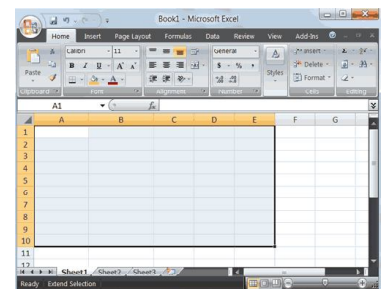 Book1 - Microsoft Excel
Home Insert Page Layout Formulas Data Review View Add-Ins
Calibri 11 General Insert
Paste B I U A A $ % , Styles Delete
A Format
Clipboard Font Alignment Number Cells Editing
A1 fx
A B C D E F G
1
2
3
4
5
6
7
8
9
10
11
12
Sheet1 Sheet2 Sheet3
Ready Extend Selection